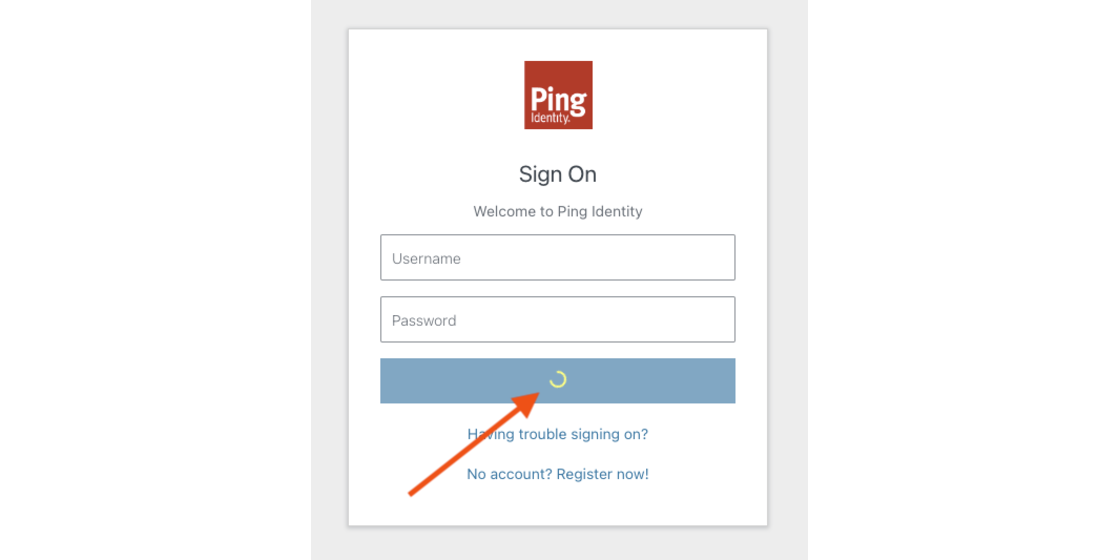 Ping
Identity.
Sign On
Welcome to Ping Identity
Username
Password
Having trouble signing on?
No account? Register now!